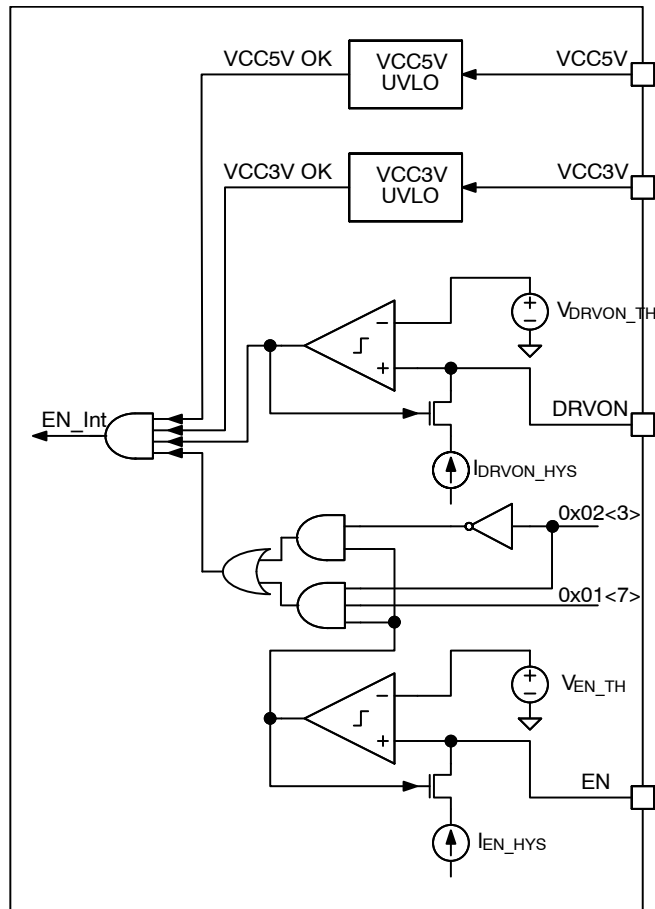 VCC5V OK
VCC5V
UVLO
VCC5V
VCC3V OK
VCC3V
UVLO
VCC3V
−
+
−
VDRVON_TH
+
DRVON
EN_Int
IDRVON_HYS
0x02<3>
0x01<7>
−
+
−
VEN_TH
+
EN
IEN_HYS